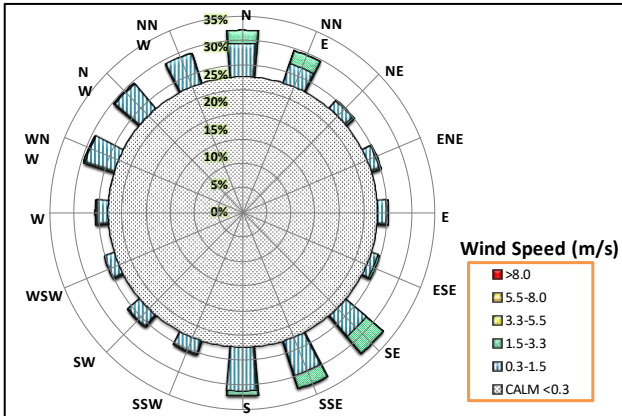 N
NN
E
NE
ENE
E
ESE
SE
SSE
S
SSW
SW
WSW
W
WN
W
N
W
NN
W
35%
30%
25%
20%
15%
10%
5%
0%
Wind Speed (m/s)
>8.0
5.5-8.0
3.3-5.5
1.5-3.3
0.3-1.5
CALM <0.3